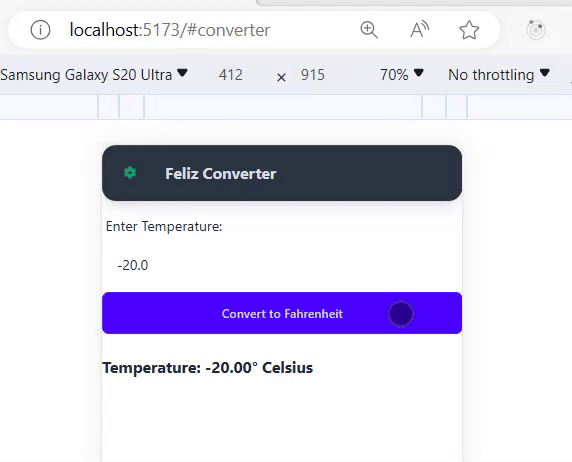 localhost:5173/#converter
Samsung Galaxy S20 Ultra 412 × 915 70% No throttling
Feliz Converter
Enter Temperature:
-20.0
Convert to Fahrenheit
Temperature: -20.00° Celsius